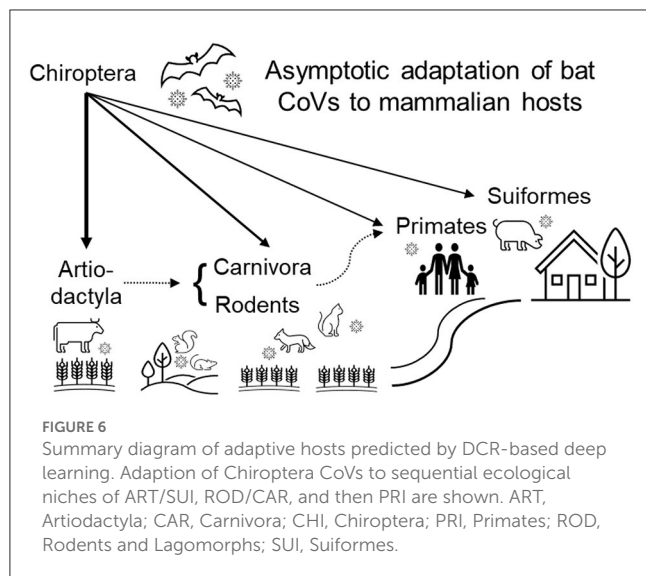 Chiroptera
Asymptotic adaptation of bat
CoVs to mammalian hosts
Suiformes
Primates
Artio-
dactyla
{ Carnivora
Rodents
FIGURE 6
Summary diagram of adaptive hosts predicted by DCR-based deep
learning. Adaption of Chiroptera CoVs to sequential ecological
niches of ART/SUI, ROD/CAR, and then PRI are shown. ART,
Artiodactyla; CAR, Carnivora; CHI, Chiroptera; PRI, Primates; ROD,
Rodents and Lagomorphs; SUI, Suiformes.